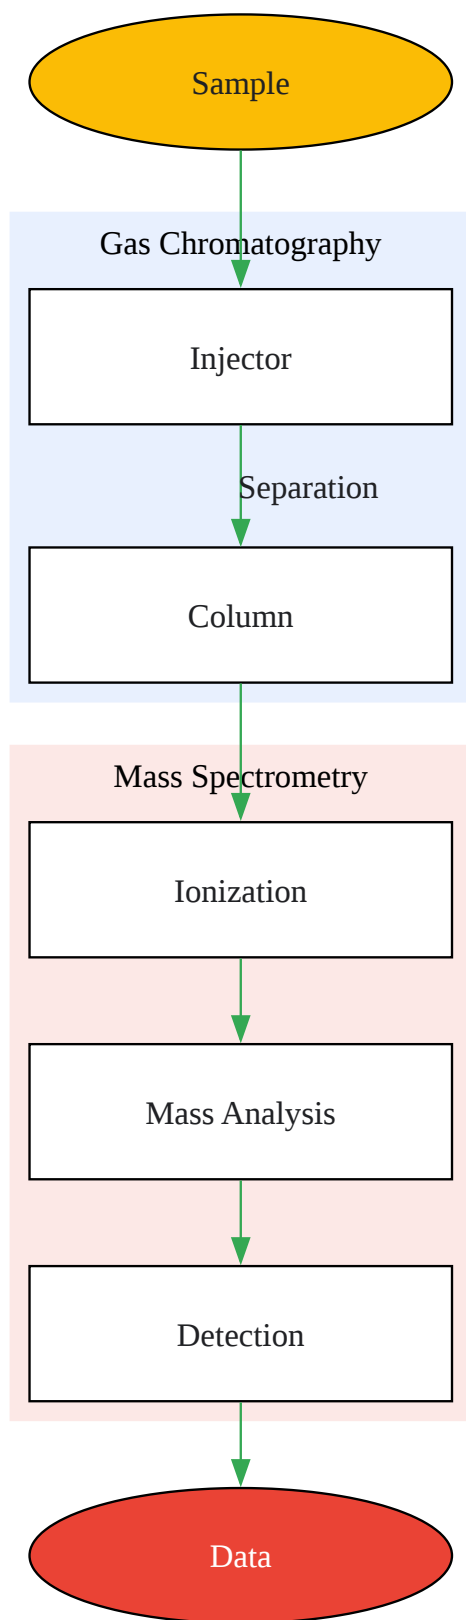 Sample
Gas Chromatography
Injector
Separation
Column
Mass Spectrometry
Ionization
Mass Analysis
Detection
Data